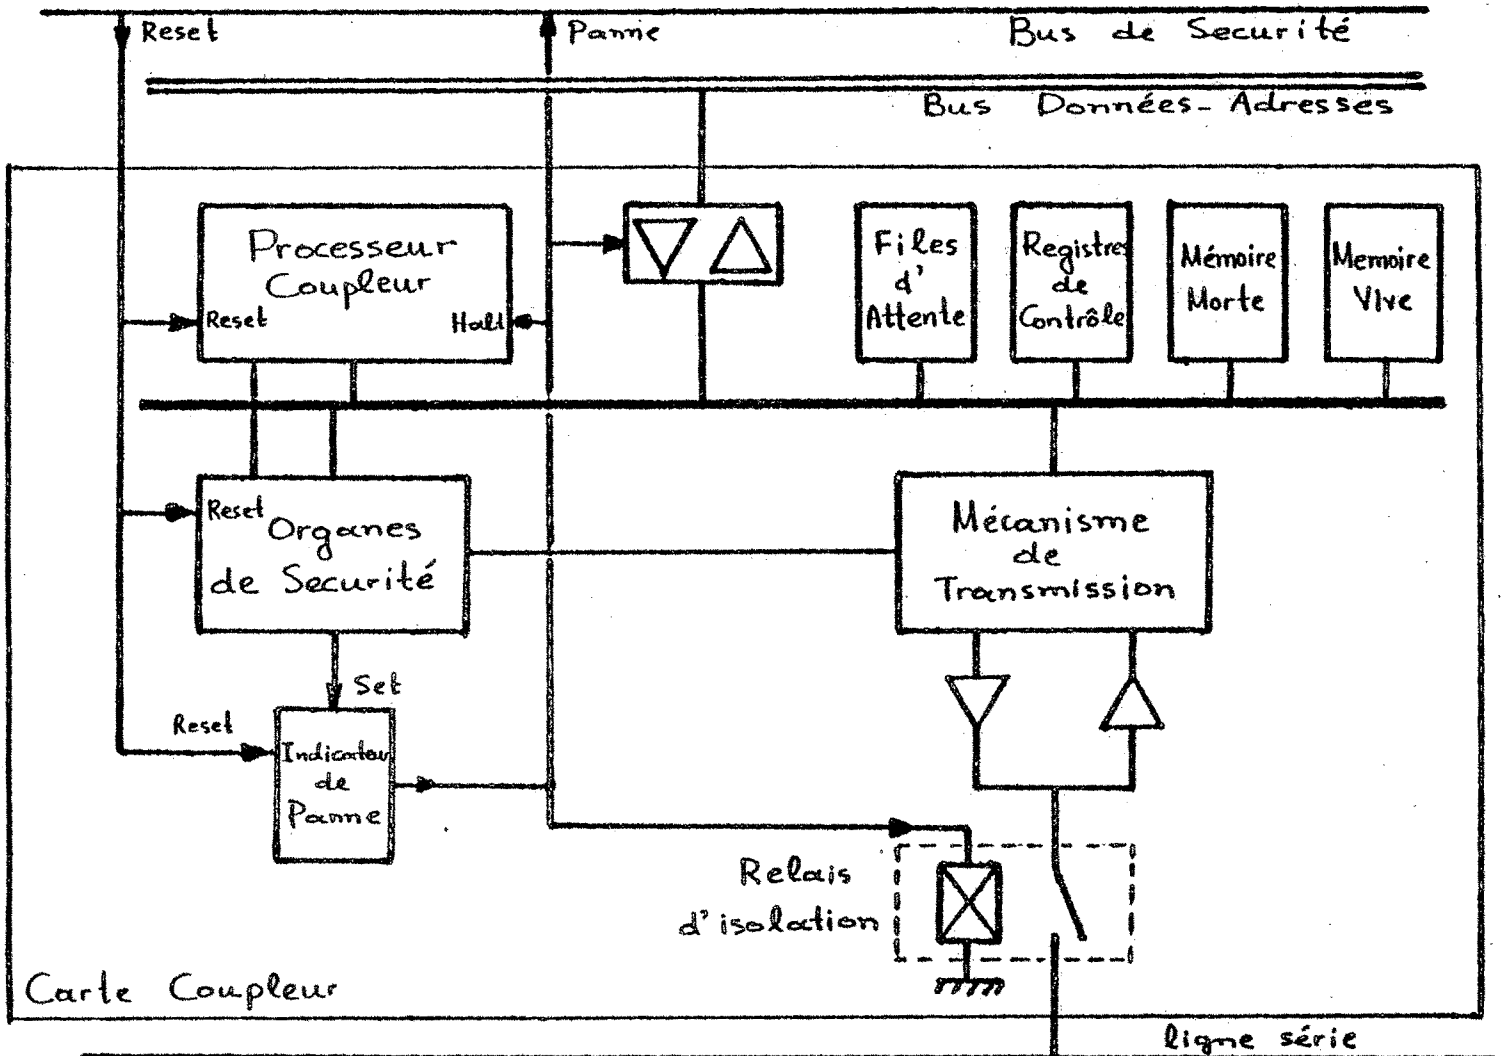 Reset
Panne
Bus de Securité
Bus Données-Adresses
Processeur
Coupleur
Reset
Halt
Files
d'
Attente
Registres
de
Contrôle
Mémoire
Morte
Memoire
Vive
Reset
Organes
de Securité
Mécanisme
de
Transmission
Set
Reset
Indicateur
de
Panne
Relais
d'isolation
Carte Coupleur
ligne série